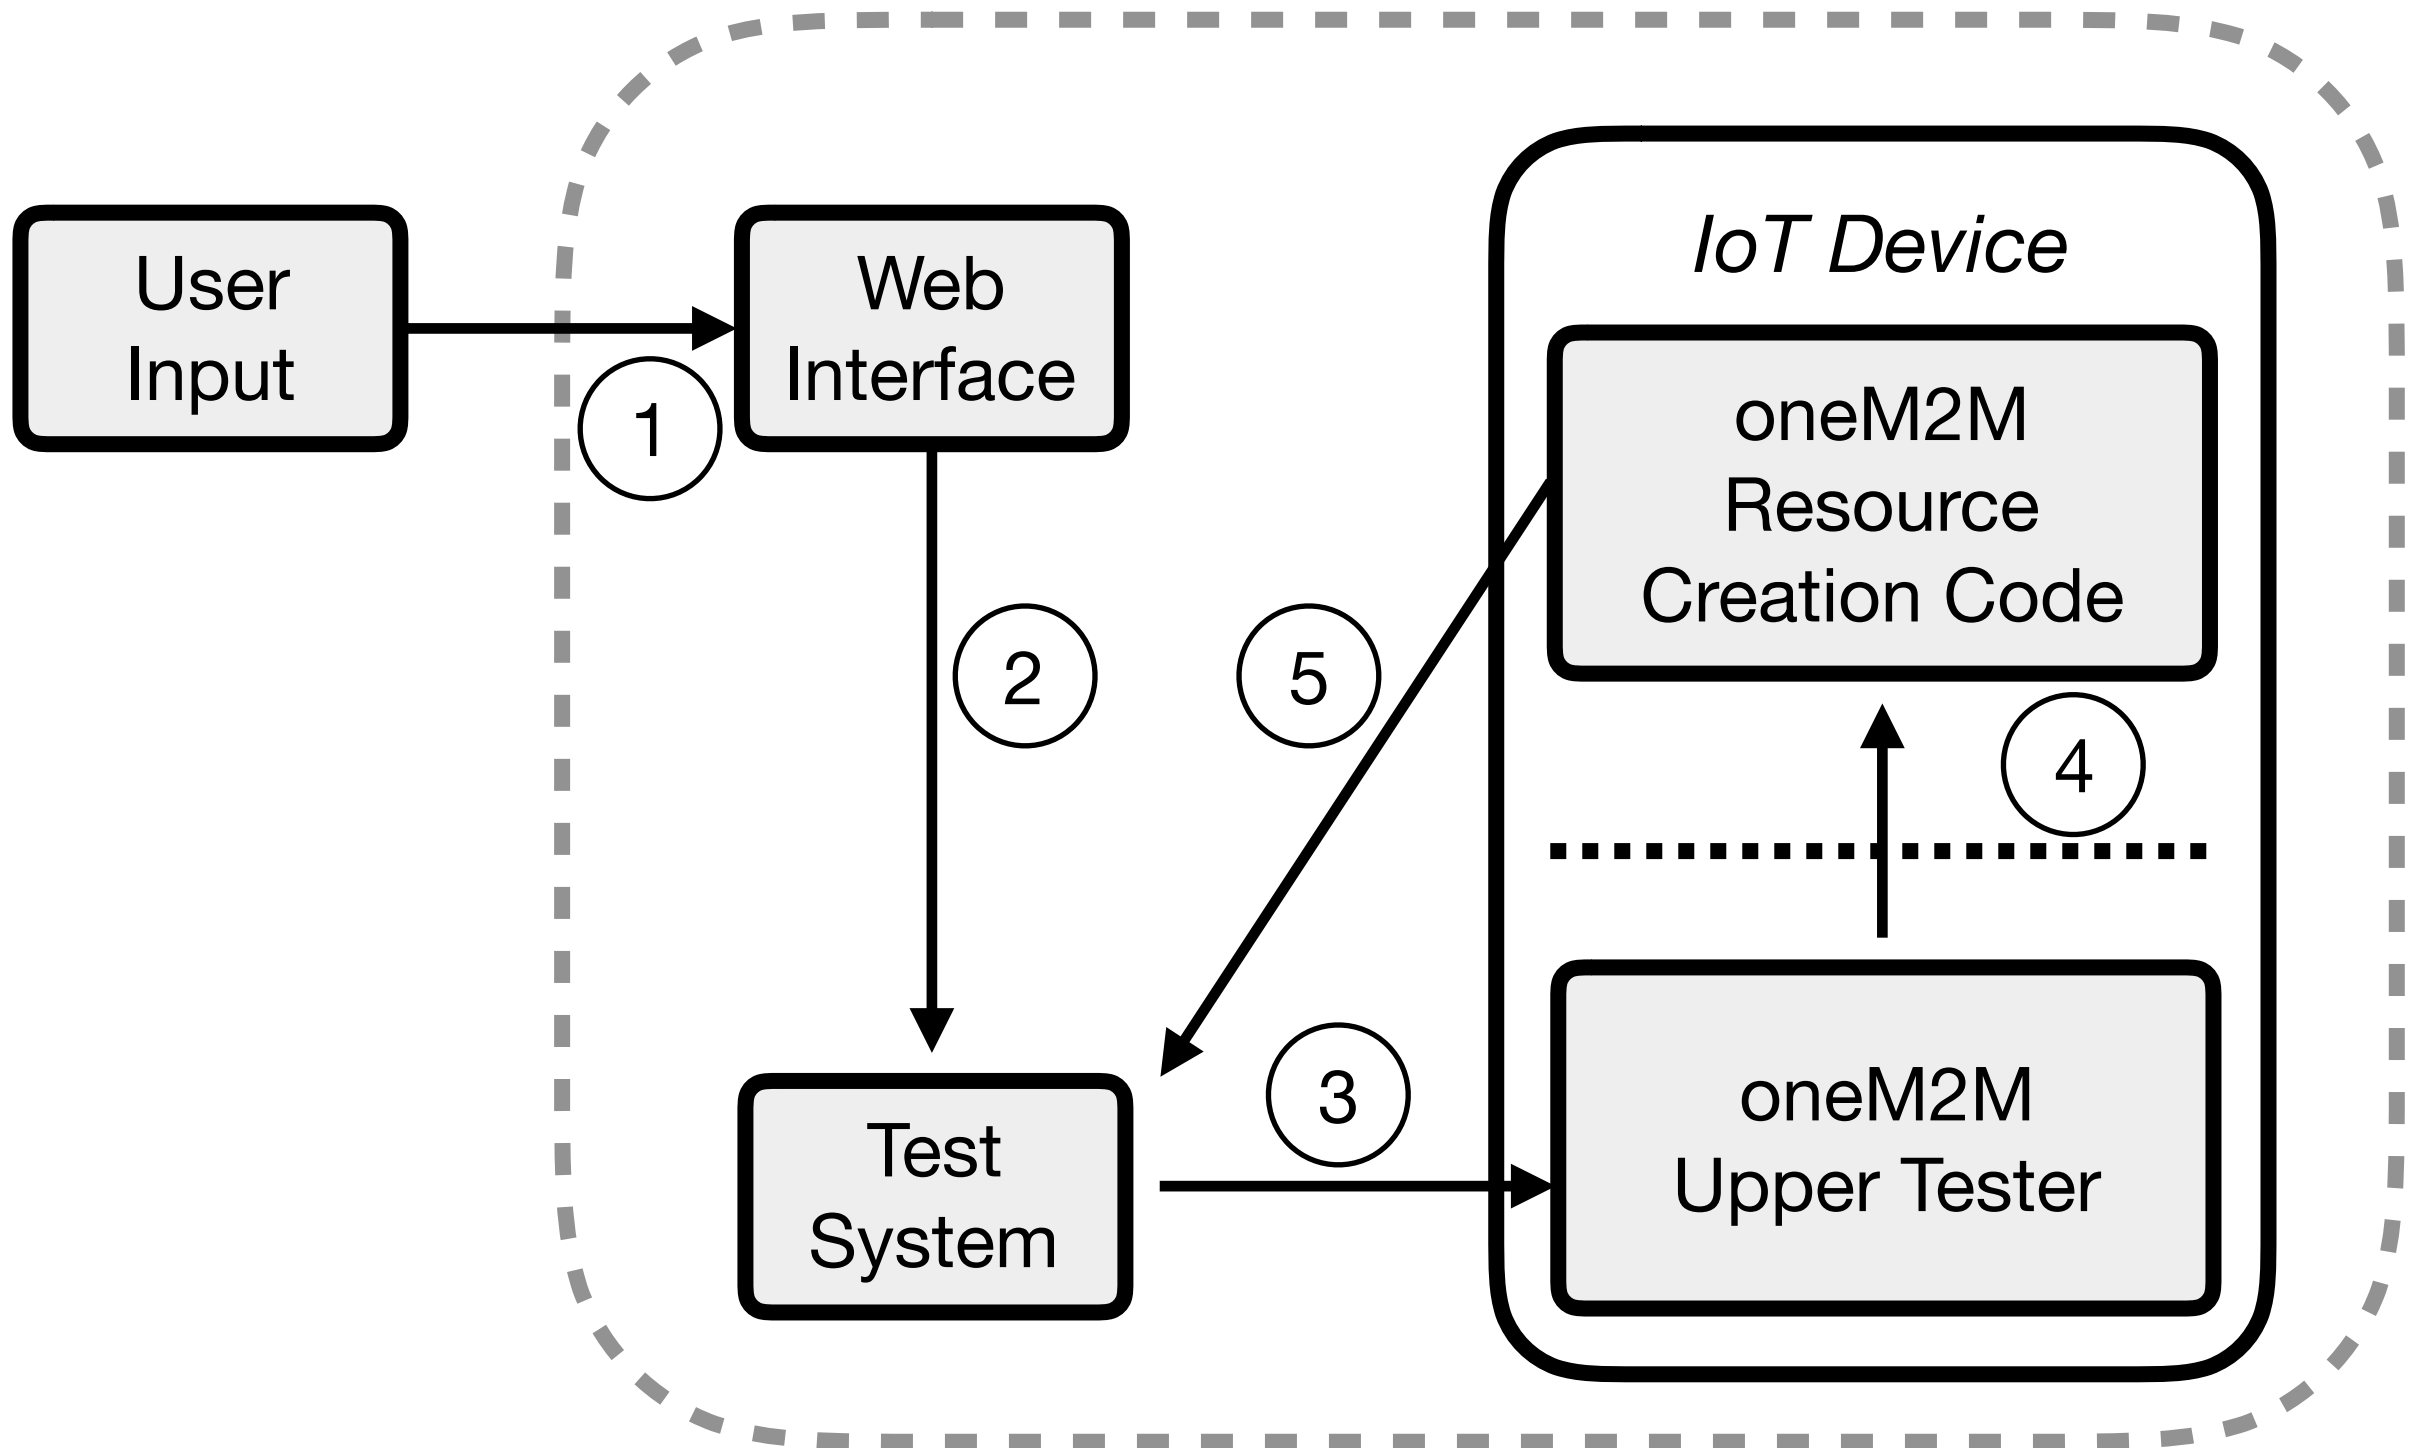 User
Input
1
Web
Interface
2
5
IoT Device
oneM2M
Resource
Creation Code
4
3
Test
System
oneM2M
Upper Tester